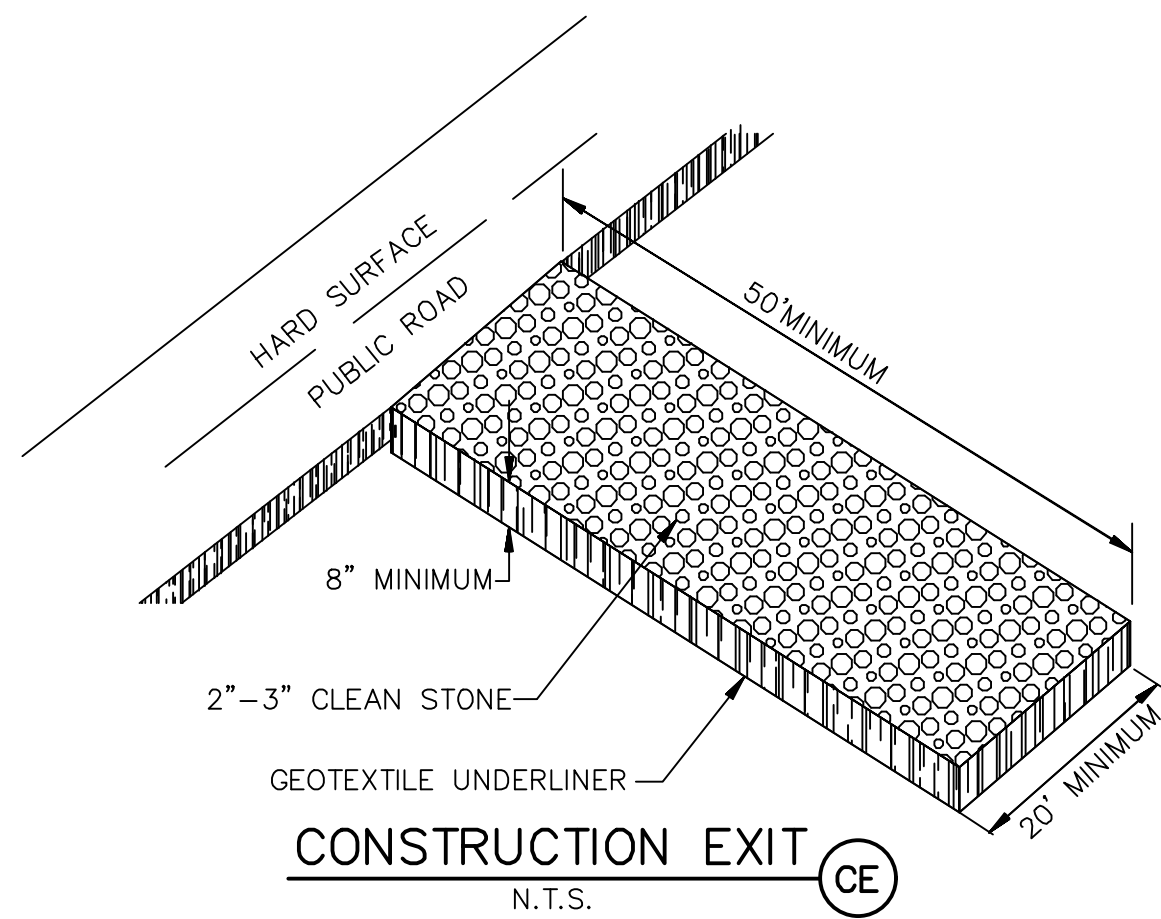 HARD SURFACE
PUBLIC ROAD
50'MINIMUM
8" MINIMUM
2"-3" CLEAN STONE
GEOTEXTILE UNDERLINER
20' MINIMUM
CONSTRUCTION EXIT
CE
N.T.S.